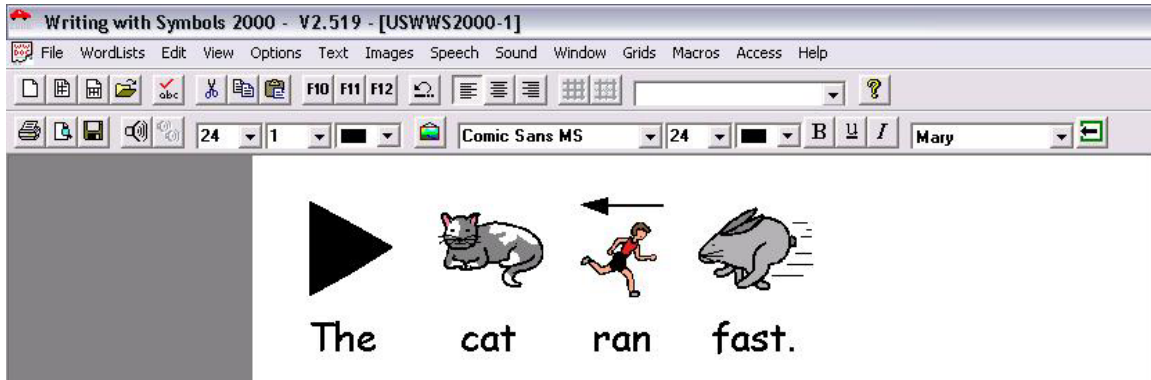 Writing with Symbols 2000 - V2.519 - [USWWS2000-1]
File WordLists Edit View Options Text Images Speech Sound Window Grids Macros Access Help
abc F10 F11 F12 ?
24 1 Comic Sans MS 24 B U I Mary
The cat ran fast.